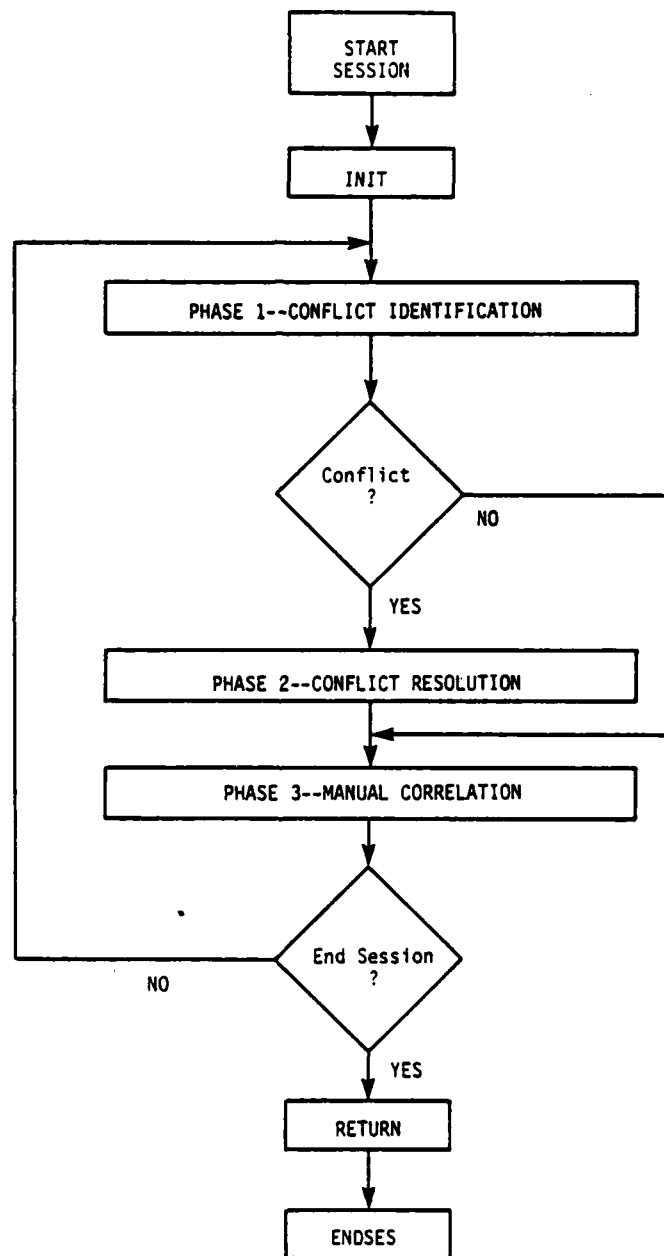 START
SESSION
INIT
PHASE 1--CONFLICT IDENTIFICATION
Conflict
?
NO
YES
PHASE 2--CONFLICT RESOLUTION
PHASE 3--MANUAL CORRELATION
End Session
?
NO
YES
RETURN
ENDSES